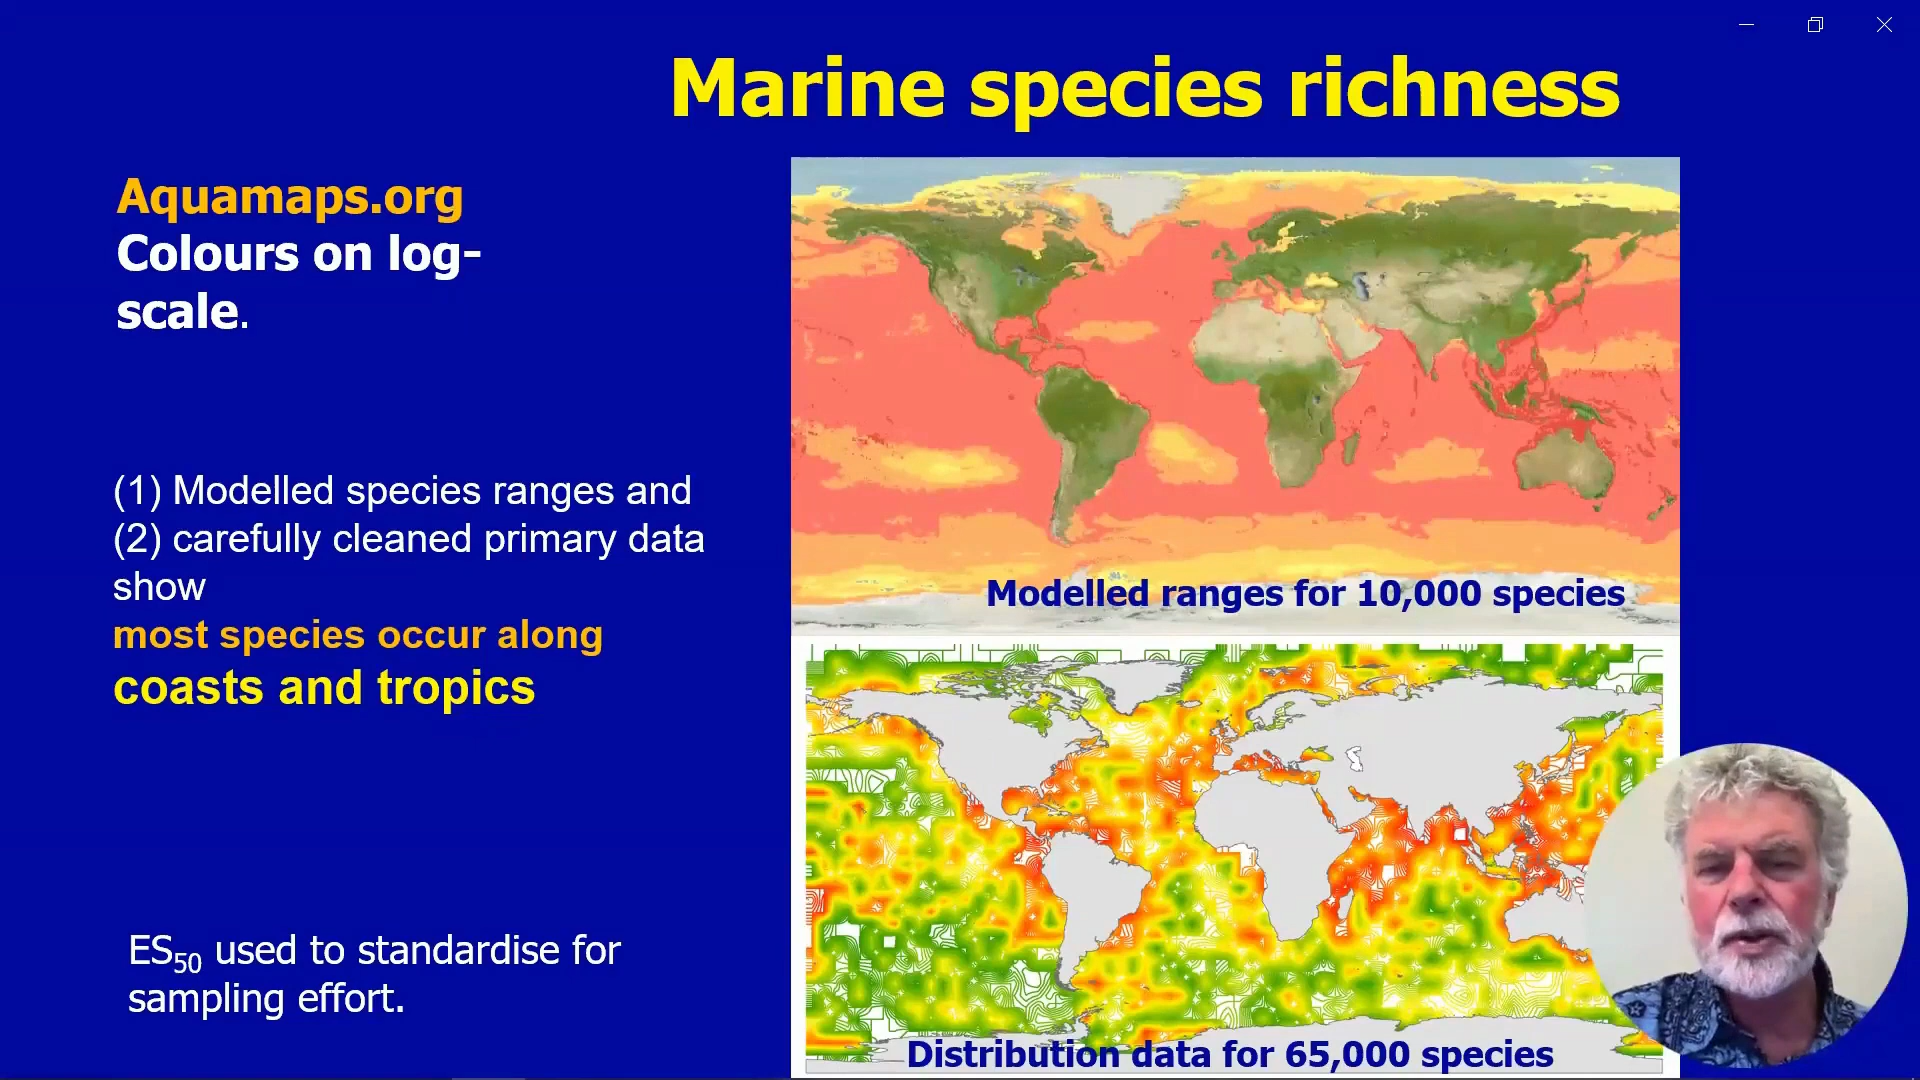 Marine species richness
Aquamaps.org
Colours on log-
scale.
(1) Modelled species ranges and
(2) carefully cleaned primary data
show
most species occur along
coasts and tropics
ES50 used to standardise for
sampling effort.
Modelled ranges for 10,000 species
Distribution data for 65,000 species